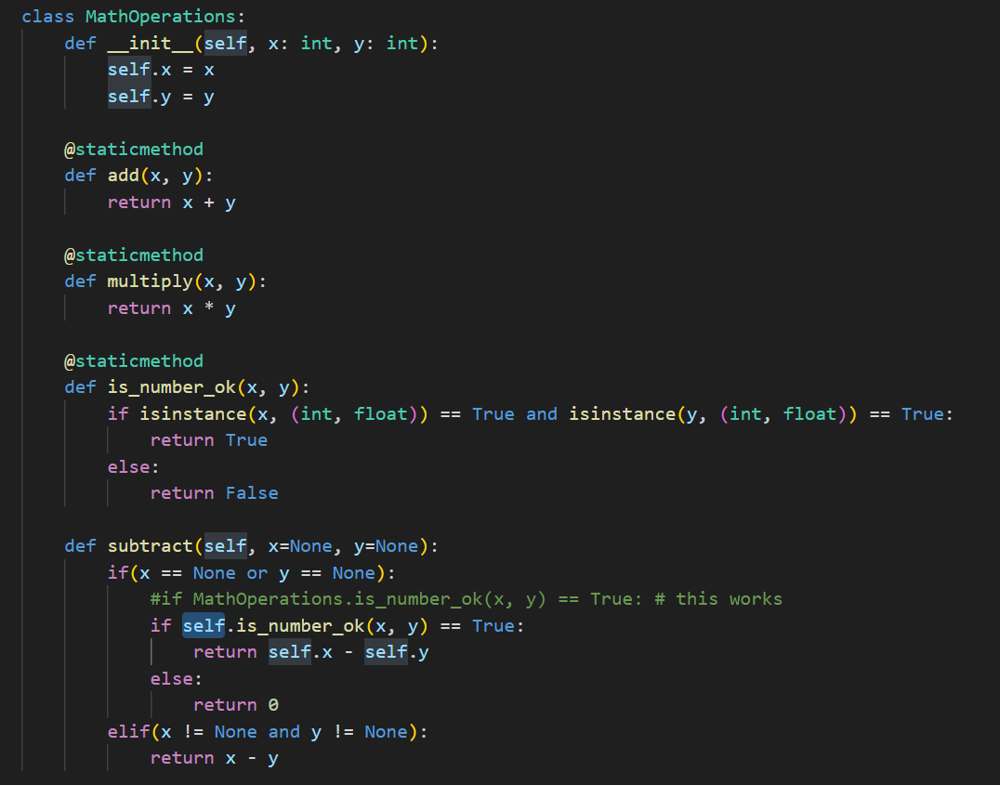 class MathOperations:
    def __init__(self, x: int, y: int):
        self.x = x
        self.y = y

    @staticmethod
    def add(x, y):
        return x + y

    @staticmethod
    def multiply(x, y):
        return x * y

    @staticmethod
    def is_number_ok(x, y):
        if isinstance(x, (int, float)) == True and isinstance(y, (int, float)) == True:
            return True
        else:
            return False

    def subtract(self, x=None, y=None):
        if(x == None or y == None):
            #if MathOperations.is_number_ok(x, y) == True: # this works
            if self.is_number_ok(x, y) == True:
                return self.x - self.y
            else:
                return 0
        elif(x != None and y != None):
            return x - y